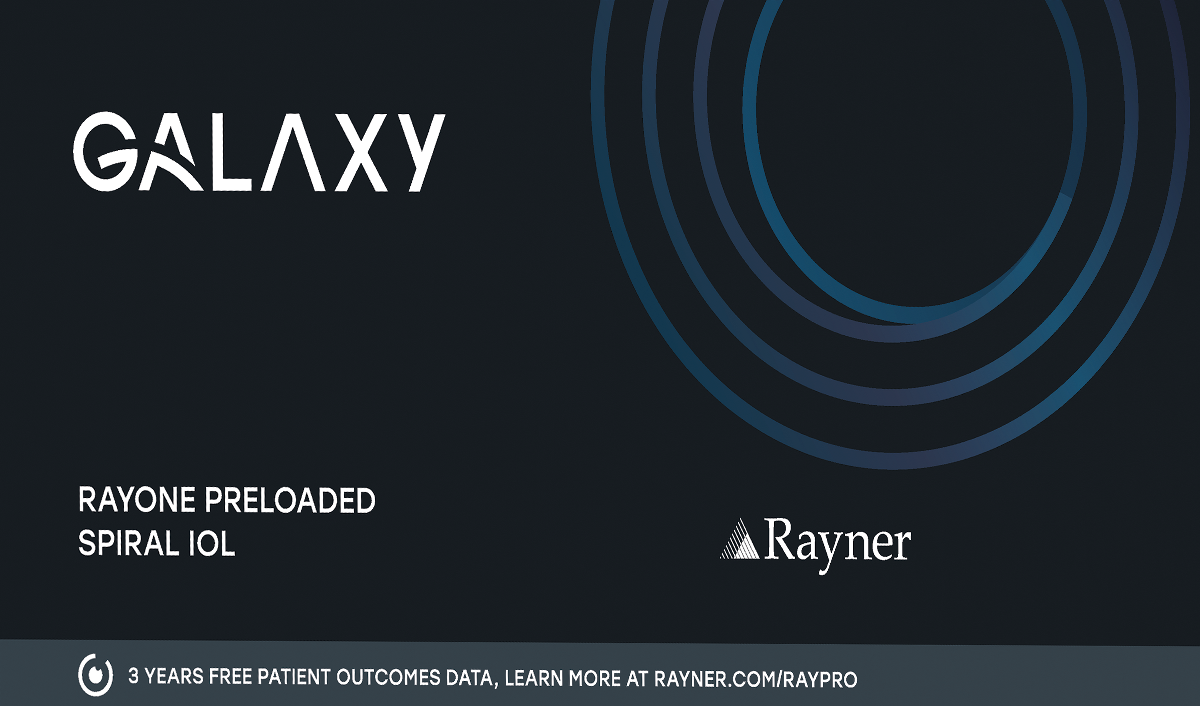 GALAXY
RAYONE PRELOADED
SPIRAL IOL
Rayner
3 YEARS FREE PATIENT OUTCOMES DATA, LEARN MORE AT RAYNER.COM/RAYPRO